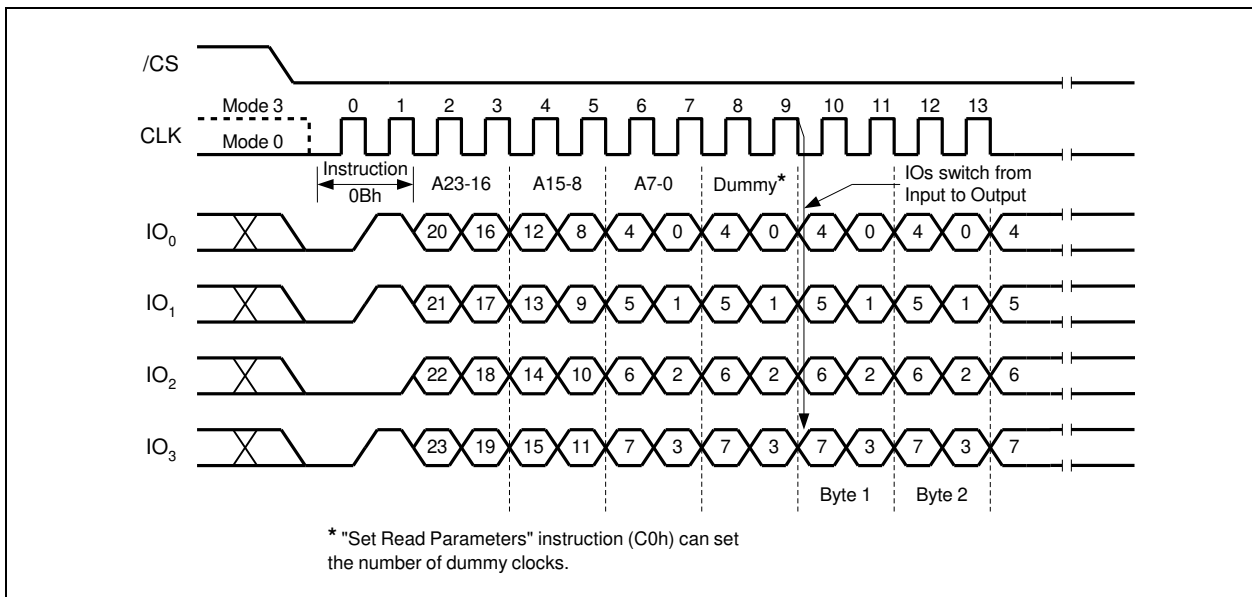 /CS
Mode 3 0 1 2 3 4 5 6 7 8 9 10 11 12 13
CLK
Mode 0
Instruction
0Bh
A23-16 A15-8 A7-0 Dummy*
IOs switch from
Input to Output
IO0 20 16 12 8 4 0 4 0 4 0 4 0 4
IO1 21 17 13 9 5 1 5 1 5 1 5 1 5
IO2 22 18 14 10 6 2 6 2 6 2 6 2 6
IO3 23 19 15 11 7 3 7 3 7 3 7 3 7
Byte 1 Byte 2
* "Set Read Parameters" instruction (C0h) can set
the number of dummy clocks.